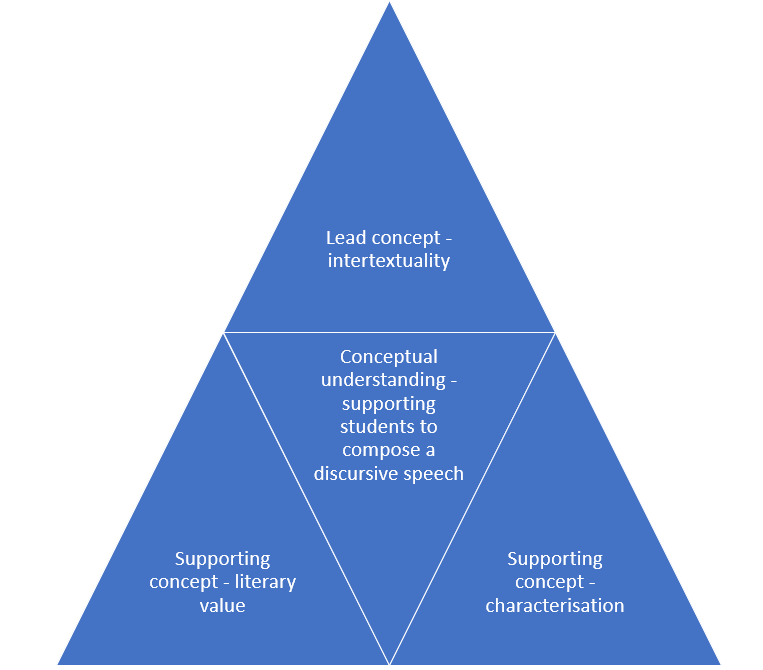 Lead concept -
intertextuality
Conceptual
understanding -
supporting
students to
compose a
discursive speech
Supporting
concept - literary
value
Supporting
concept -
characterisation